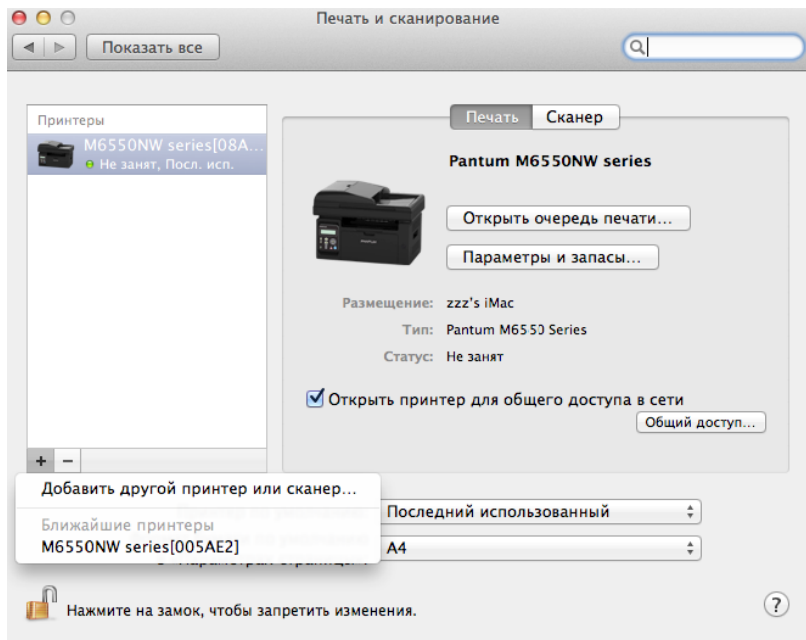 Печать и сканирование
Показать все
Принтеры
M6550NW series[08A...
Не занят, Посл. исп.
Печать
Сканер
Pantum M6550NW series
Открыть очередь печати...
Параметры и запасы...
Размещение: zzz's iMac
Тип: Pantum M6550 Series
Статус: Не занят
Открыть принтер для общего доступа в сети
Общий доступ...
+ −
Добавить другой принтер или сканер...
Ближайшие принтеры
M6550NW series[005AE2]
Последний использованный
A4
Нажмите на замок, чтобы запретить изменения.
?